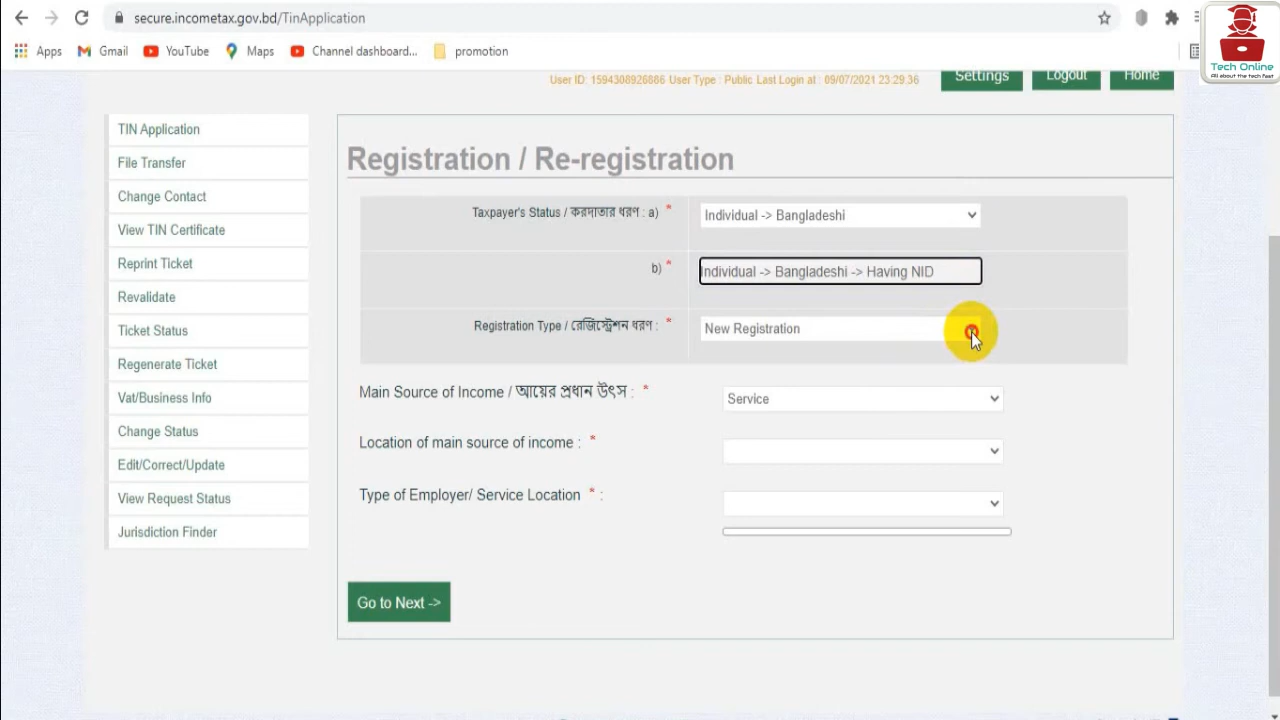 secure.incometax.gov.bd/TinApplication
Apps Gmail YouTube Maps Channel dashboard... promotion
Tech Online
All about the tech Fast
User ID: 1594308926886 User Type : Public Last Login at : 09/07/2021 23:29.36
Settings Logout Home
TIN Application
File Transfer
Change Contact
View TIN Certificate
Reprint Ticket
Revalidate
Ticket Status
Regenerate Ticket
Vat/Business Info
Change Status
Edit/Correct/Update
View Request Status
Jurisdiction Finder
Registration / Re-registration
Taxpayer's Status / করদাতার ধরণ : a) * Individual -> Bangladeshi
b) * Individual -> Bangladeshi -> Having NID
Registration Type / রেজিস্ট্রেশন ধরণ : * New Registration
Main Source of Income / আয়ের প্রধান উৎস : * Service
Location of main source of income : *
Type of Employer/ Service Location * :
Go to Next ->